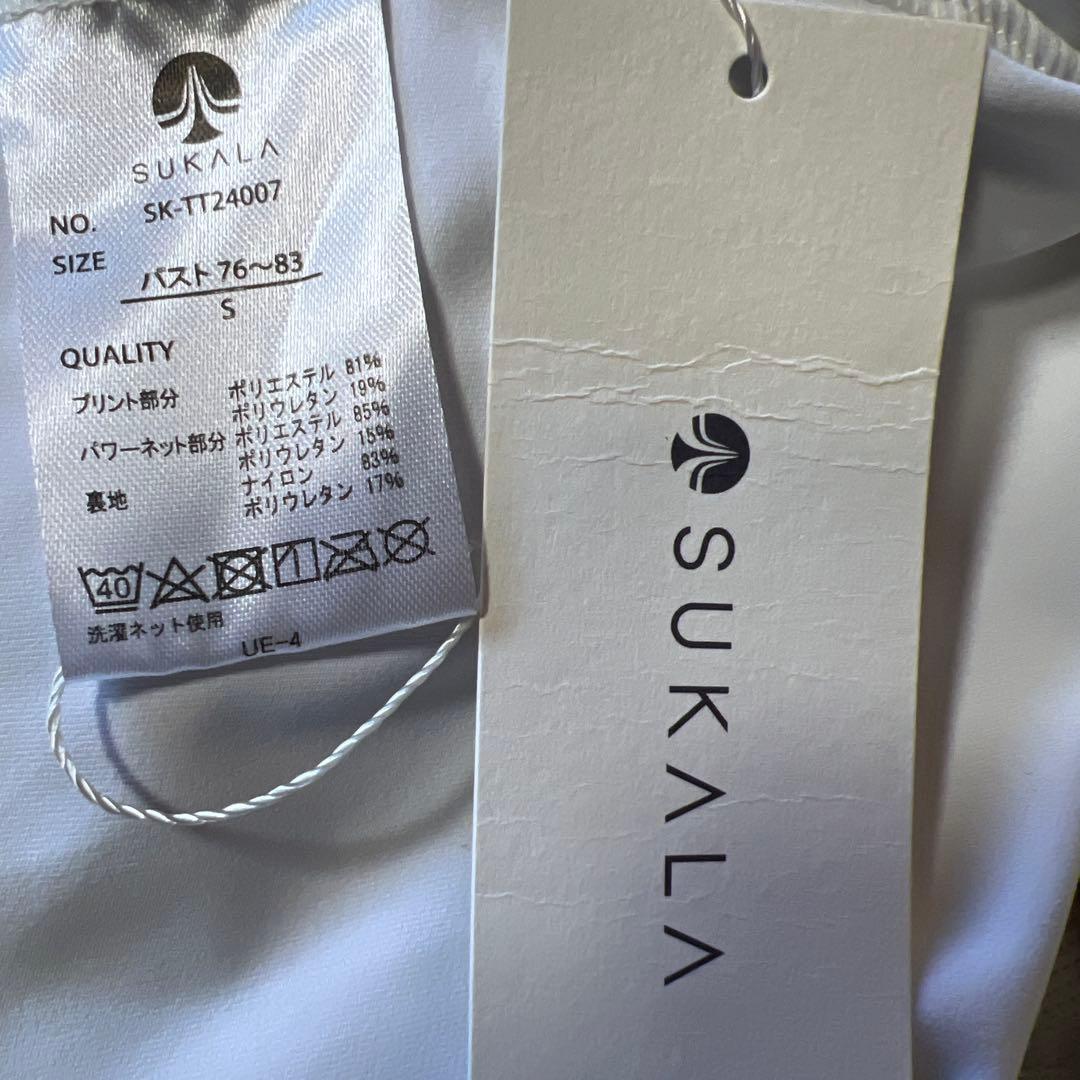 SUKALA
NO. SK-TT24007
SIZE バスト 76〜83
S
QUALITY
プリント部分 ポリエステル 81%
ポリウレタン 19%
パワーネット部分 ポリエステル 85%
ポリウレタン 15%
裏地 ナイロン 83%
ポリウレタン 17%
40
1
洗濯ネット使用
UE-4
SUKALA